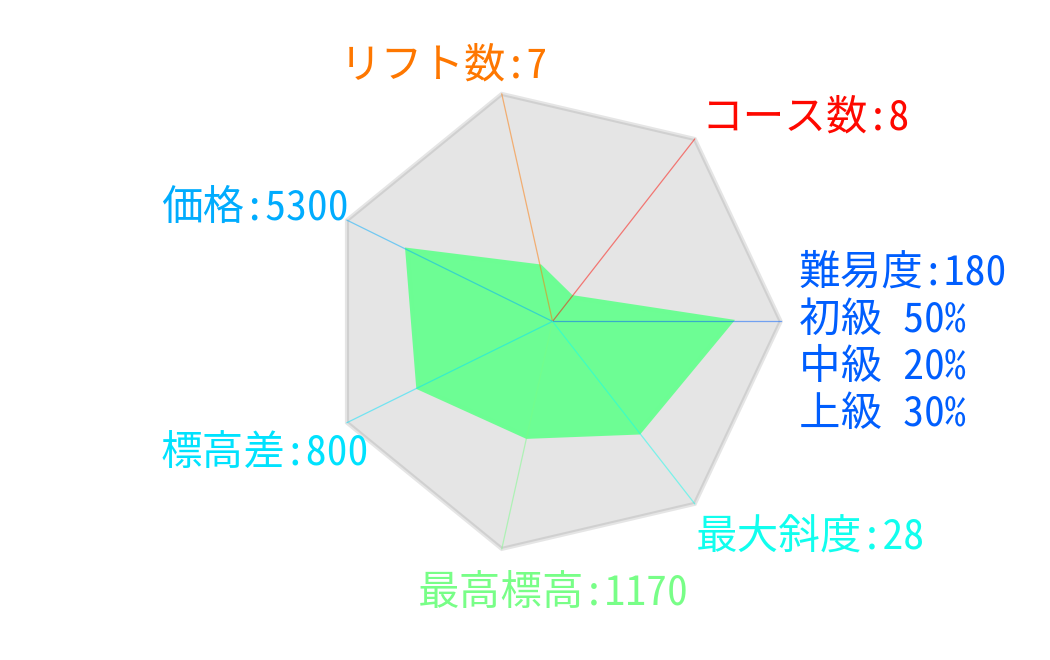 リフト数:7
コース数:8
価格:5300
難易度:180
初級 50%
中級 20%
上級 30%
標高差:800
最大斜度:28
最高標高:1170